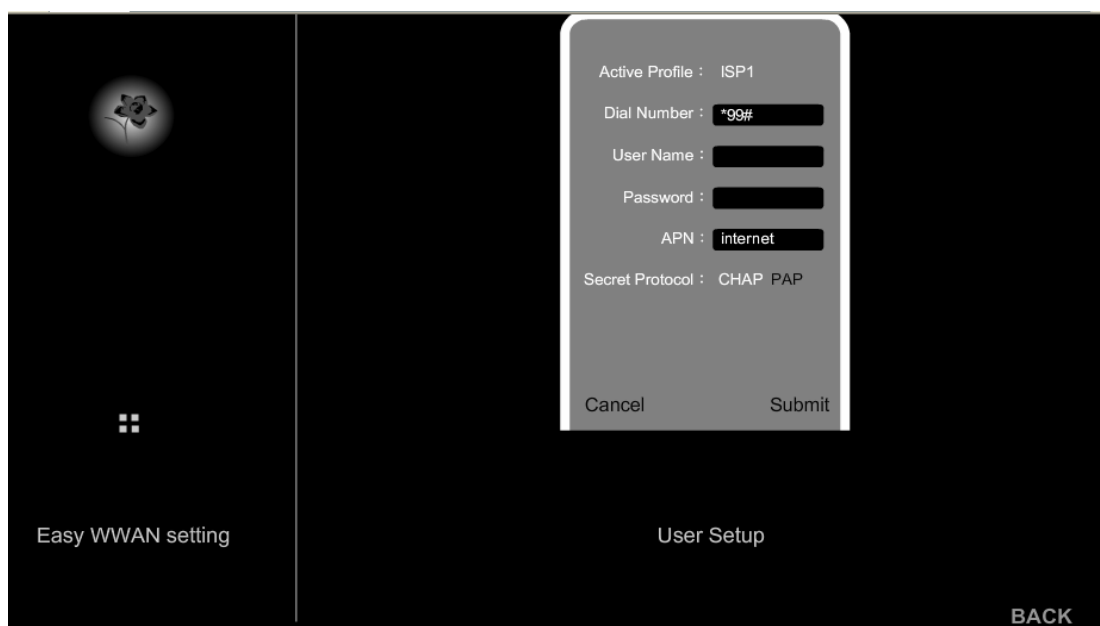 Active Profile : ISP1
Dial Number : *99#
User Name :
Password :
APN : internet
Secret Protocol : CHAP PAP
Cancel Submit
Easy WWAN setting
User Setup
BACK